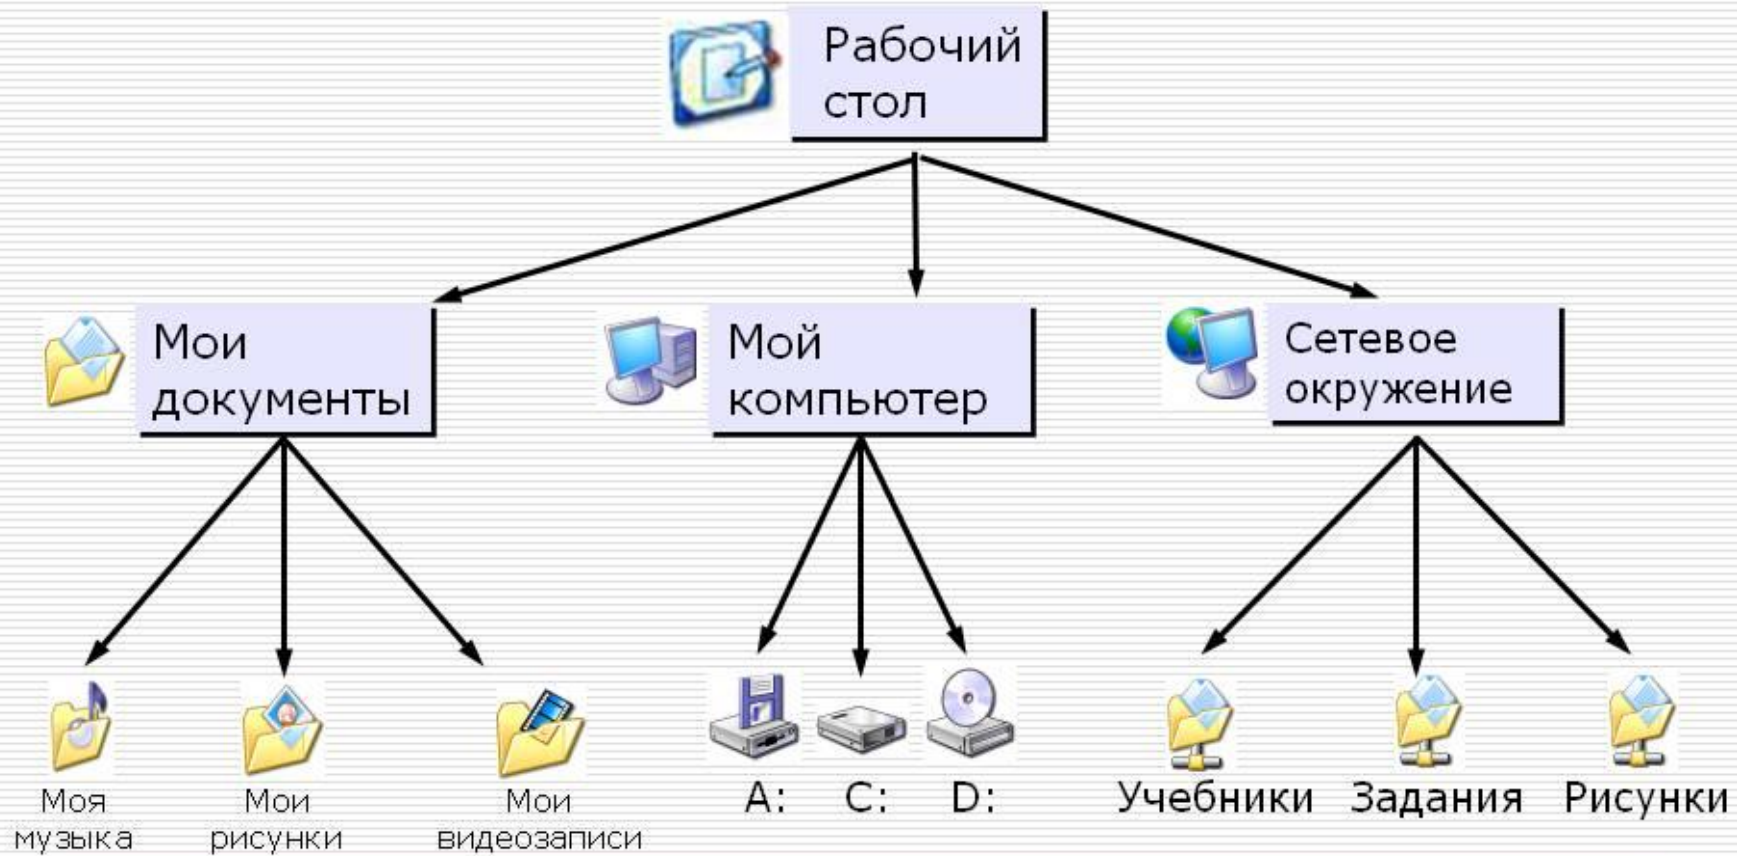 Рабочий
стол
Мои
документы
Мой
компьютер
Сетевое
окружение
Моя
музыка
Мои
рисунки
Мои
видеозаписи
A:
C:
D:
Учебники
Задания
Рисунки